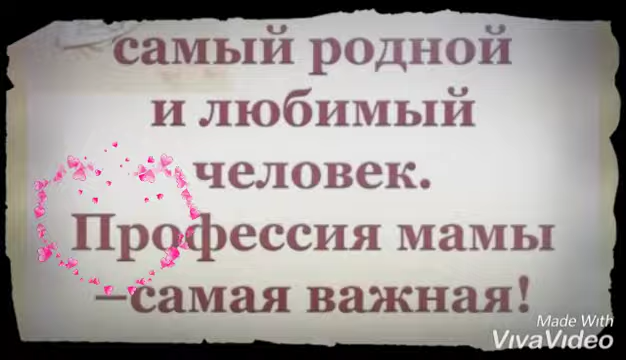 самый родной
и любимый
человек.
Профессия мамы
–самая важная!
Made With
VivaVideo